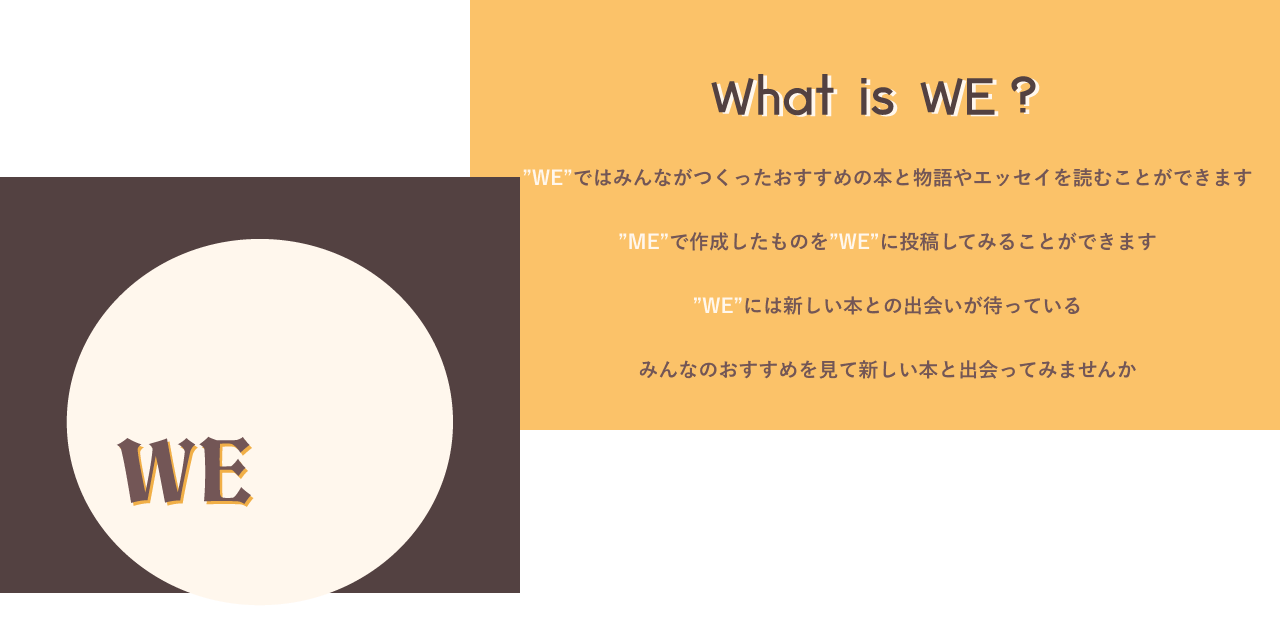 What is WE ?
”WE”ではみんながつくったおすすめの本と物語やエッセイを読むことができます
”ME”で作成したものを”WE”に投稿してみることができます
”WE”には新しい本との出会いが待っている
みんなのおすすめを見て新しい本と出会ってみませんか
WE